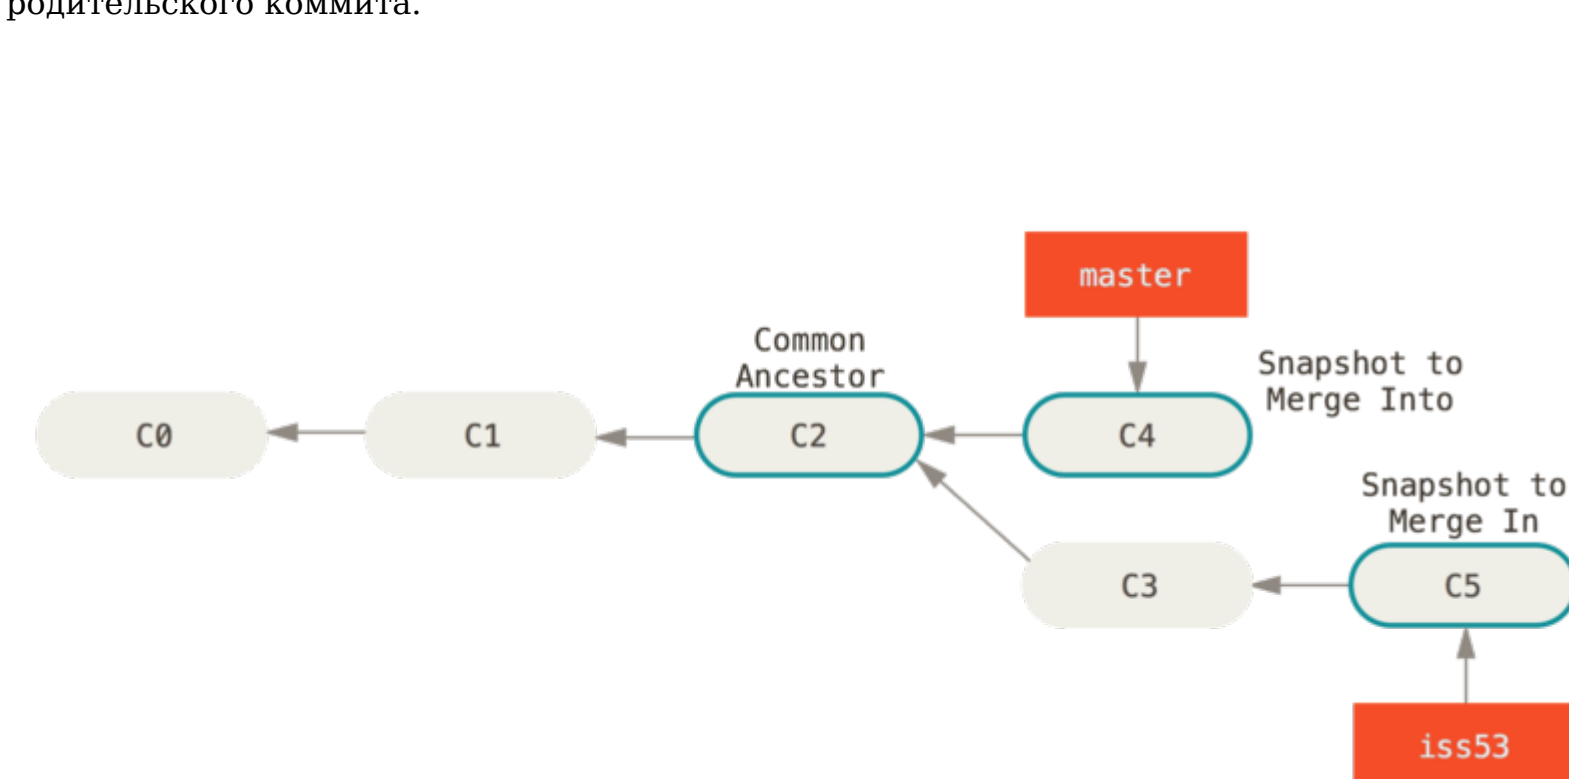 родительского коммита.
master
Common
Ancestor
Snapshot to
Merge Into
C0
C1
C2
C4
Snapshot to
Merge In
C3
C5
iss53